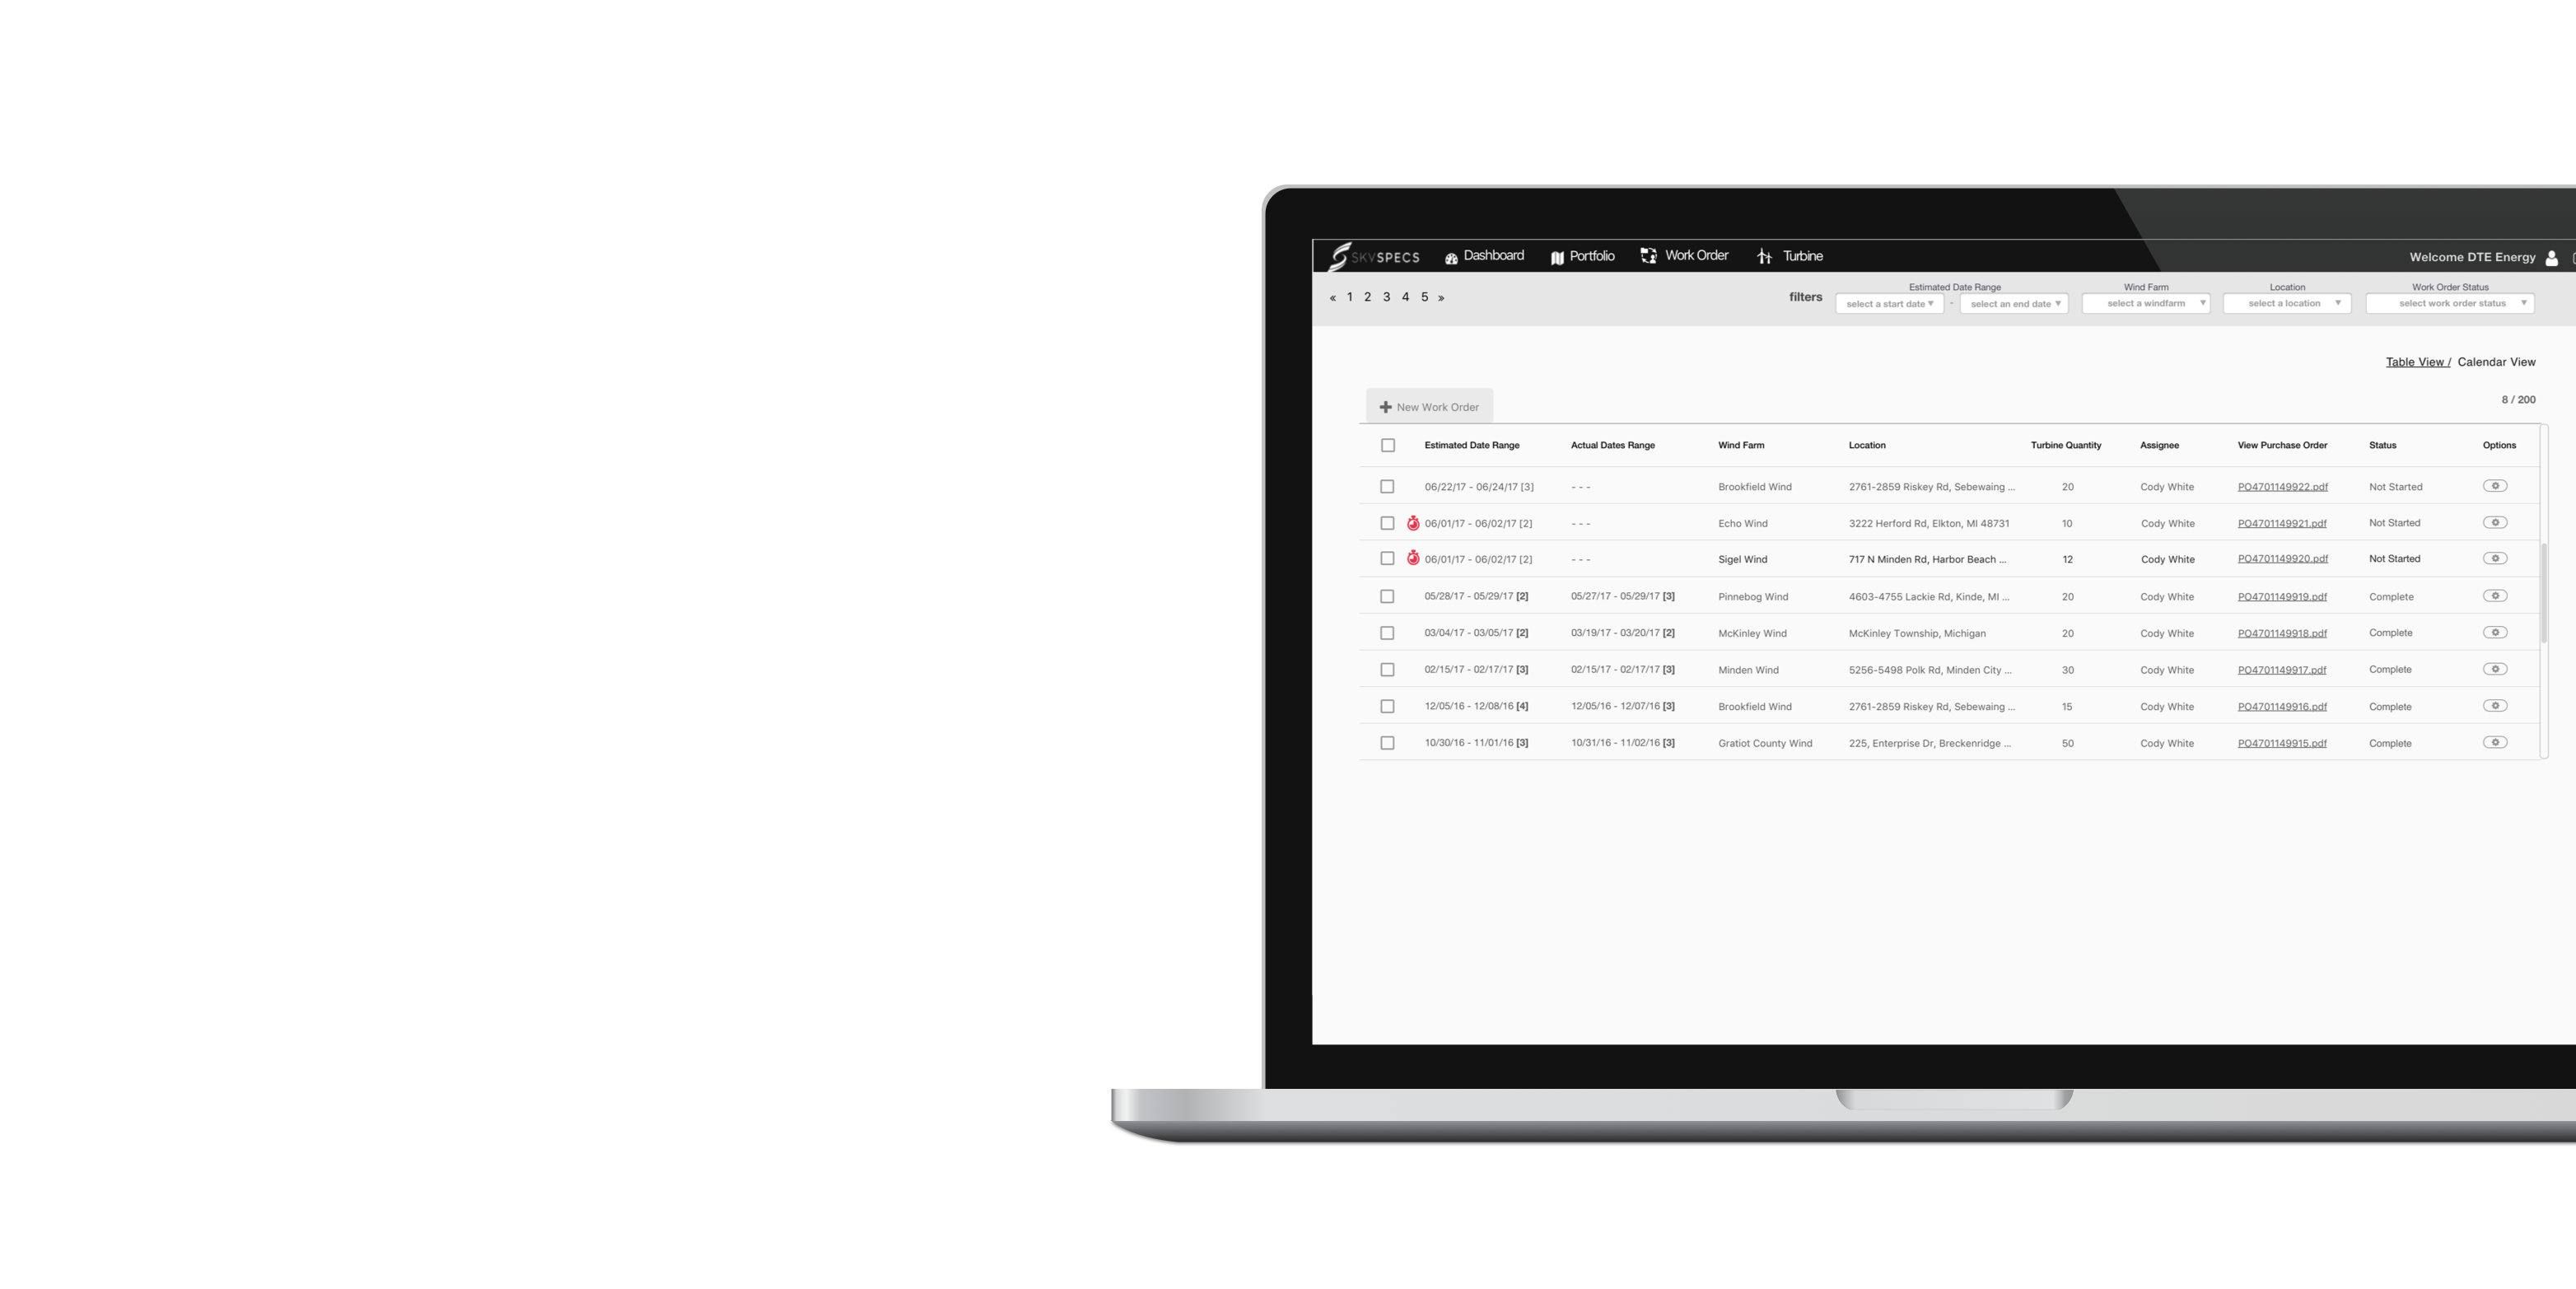 SKYSPECS Dashboard Portfolio Work Order Turbine Welcome DTE Energy
« 1 2 3 4 5 »
filters
Estimated Date Range Wind Farm Location Work Order Status
select a start date ▼ - select an end date ▼ select a windfarm ▼ select a location ▼ select work order status ▼
Table View / Calendar View
New Work Order
8 / 200
Estimated Date Range Actual Dates Range Wind Farm Location Turbine Quantity Assignee View Purchase Order Status Options
06/22/17 - 06/24/17 [3] - - - Brookfield Wind 2761-2859 Riskey Rd, Sebewaing ... 20 Cody White PO4701149922.pdf Not Started
06/01/17 - 06/02/17 [2] - - - Echo Wind 3222 Herford Rd, Elkton, MI 48731 10 Cody White PO4701149921.pdf Not Started
06/01/17 - 06/02/17 [2] - - - Sigel Wind 717 N Minden Rd, Harbor Beach ... 12 Cody White PO4701149920.pdf Not Started
05/28/17 - 05/29/17 [2] 05/27/17 - 05/29/17 [3] Pinnebog Wind 4603-4755 Lackie Rd, Kinde, MI ... 20 Cody White PO4701149919.pdf Complete
03/04/17 - 03/05/17 [2] 03/19/17 - 03/20/17 [2] McKinley Wind McKinley Township, Michigan 20 Cody White PO4701149918.pdf Complete
02/15/17 - 02/17/17 [3] 02/15/17 - 02/17/17 [3] Minden Wind 5256-5498 Polk Rd, Minden City ... 30 Cody White PO4701149917.pdf Complete
12/05/16 - 12/08/16 [4] 12/05/16 - 12/07/16 [3] Brookfield Wind 2761-2859 Riskey Rd, Sebewaing ... 15 Cody White PO4701149916.pdf Complete
10/30/16 - 11/01/16 [3] 10/31/16 - 11/02/16 [3] Gratiot County Wind 225, Enterprise Dr, Breckenridge ... 50 Cody White PO4701149915.pdf Complete